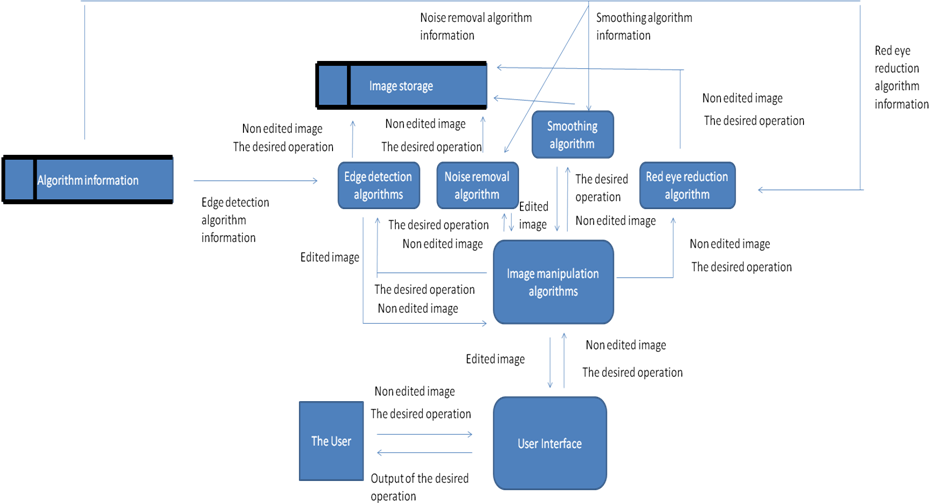 Noise removal algorithm
information
Smoothing algorithm
information
Red eye
reduction
algorithm
information
Image storage
Non edited image
The desired operation
Non edited image
The desired operation
Smoothing
algorithm
Non edited image
The desired operation
Algorithm information
Edge detection
algorithms
Noise removal
algorithm
The desired
operation
Red eye reduction
algorithm
Edge detection
algorithm
information
Edited
image
Non edited image
The desired operation
Non edited image
Edited image
Image manipulation
algorithms
Non edited image
The desired operation
The desired operation
Non edited image
Edited image
Non edited image
The desired operation
Non edited image
The desired operation
The User
User Interface
Output of the desired
operation